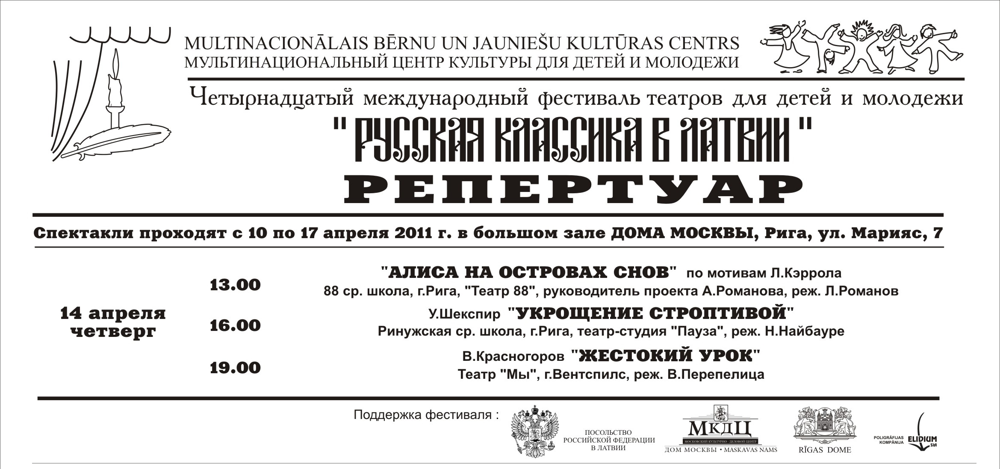 MULTINACIONĀLAIS BĒRNU UN JAUNIEŠU KULTŪRAS CENTRS
МУЛЬТИНАЦИОНАЛЬНЫЙ ЦЕНТР КУЛЬТУРЫ ДЛЯ ДЕТЕЙ И МОЛОДЕЖИ
Четырнадцатый международный фестиваль театров для детей и молодежи
"РУССКАЯ КЛАССИКА В ЛАТВИИ"
РЕПЕРТУАР
Спектакли проходят с 10 по 17 апреля 2011 г. в большом зале ДОМА МОСКВЫ, Рига, ул. Марияс, 7
14 апреля
четверг
13.00
"АЛИСА НА ОСТРОВАХ СНОВ" по мотивам Л.Кэррола
88 ср. школа, г.Рига, "Театр 88", руководитель проекта А.Романова, реж. Л.Романов
16.00
У.Шекспир "УКРОЩЕНИЕ СТРОПТИВОЙ"
Ринужская ср. школа, г.Рига, театр-студия "Пауза", реж. Н.Найбауре
19.00
В.Красногоров "ЖЕСТОКИЙ УРОК"
Театр "Мы", г.Вентспилс, реж. В.Перепелица
Поддержка фестиваля :
ПОСОЛЬСТВО
РОССИЙСКОЙ ФЕДЕРАЦИИ
В ЛАТВИИ
МКДЦ
МОСКОВСКИЙ КУЛЬТУРНО - ДЕЛОВОЙ ЦЕНТР
ДОМ МОСКВЫ • MASKAVAS NAMS
RĪGAS DOME
POLIGRĀFIJAS
KOMPĀNIJA
ELIDIUM
SIA